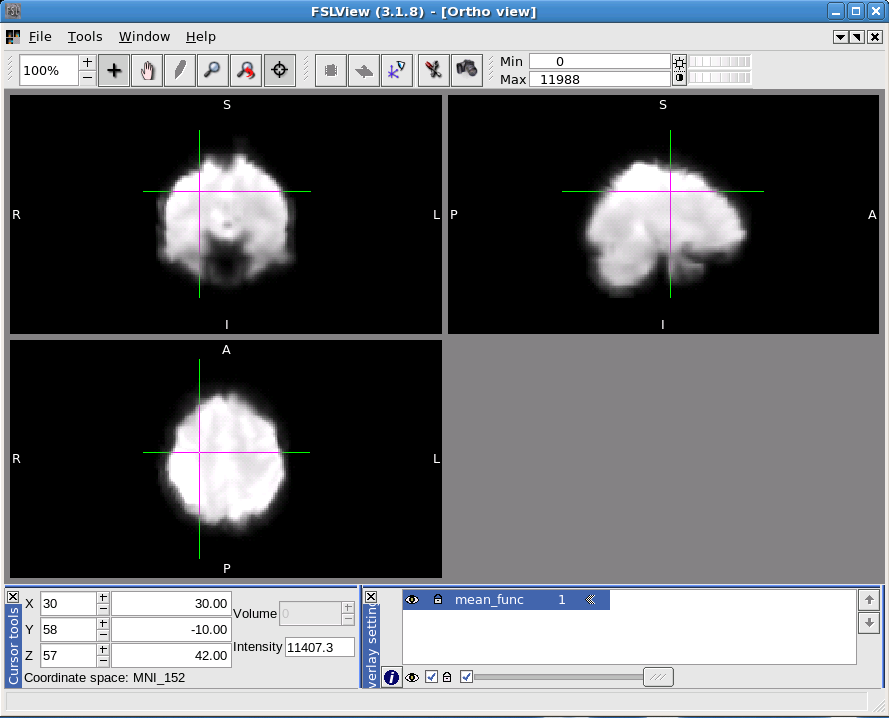 FSLView (3.1.8) - [Ortho view]
File Tools Window Help
100%
Min 0
Max 11988
S
R L
I
S
P A
I
A
R L
P
Cursor tools
X 30 30.00
Y 58 -10.00
Z 57 42.00
Coordinate space: MNI_152
Volume 0
Intensity 11407.3
verlay settin
mean_func 1